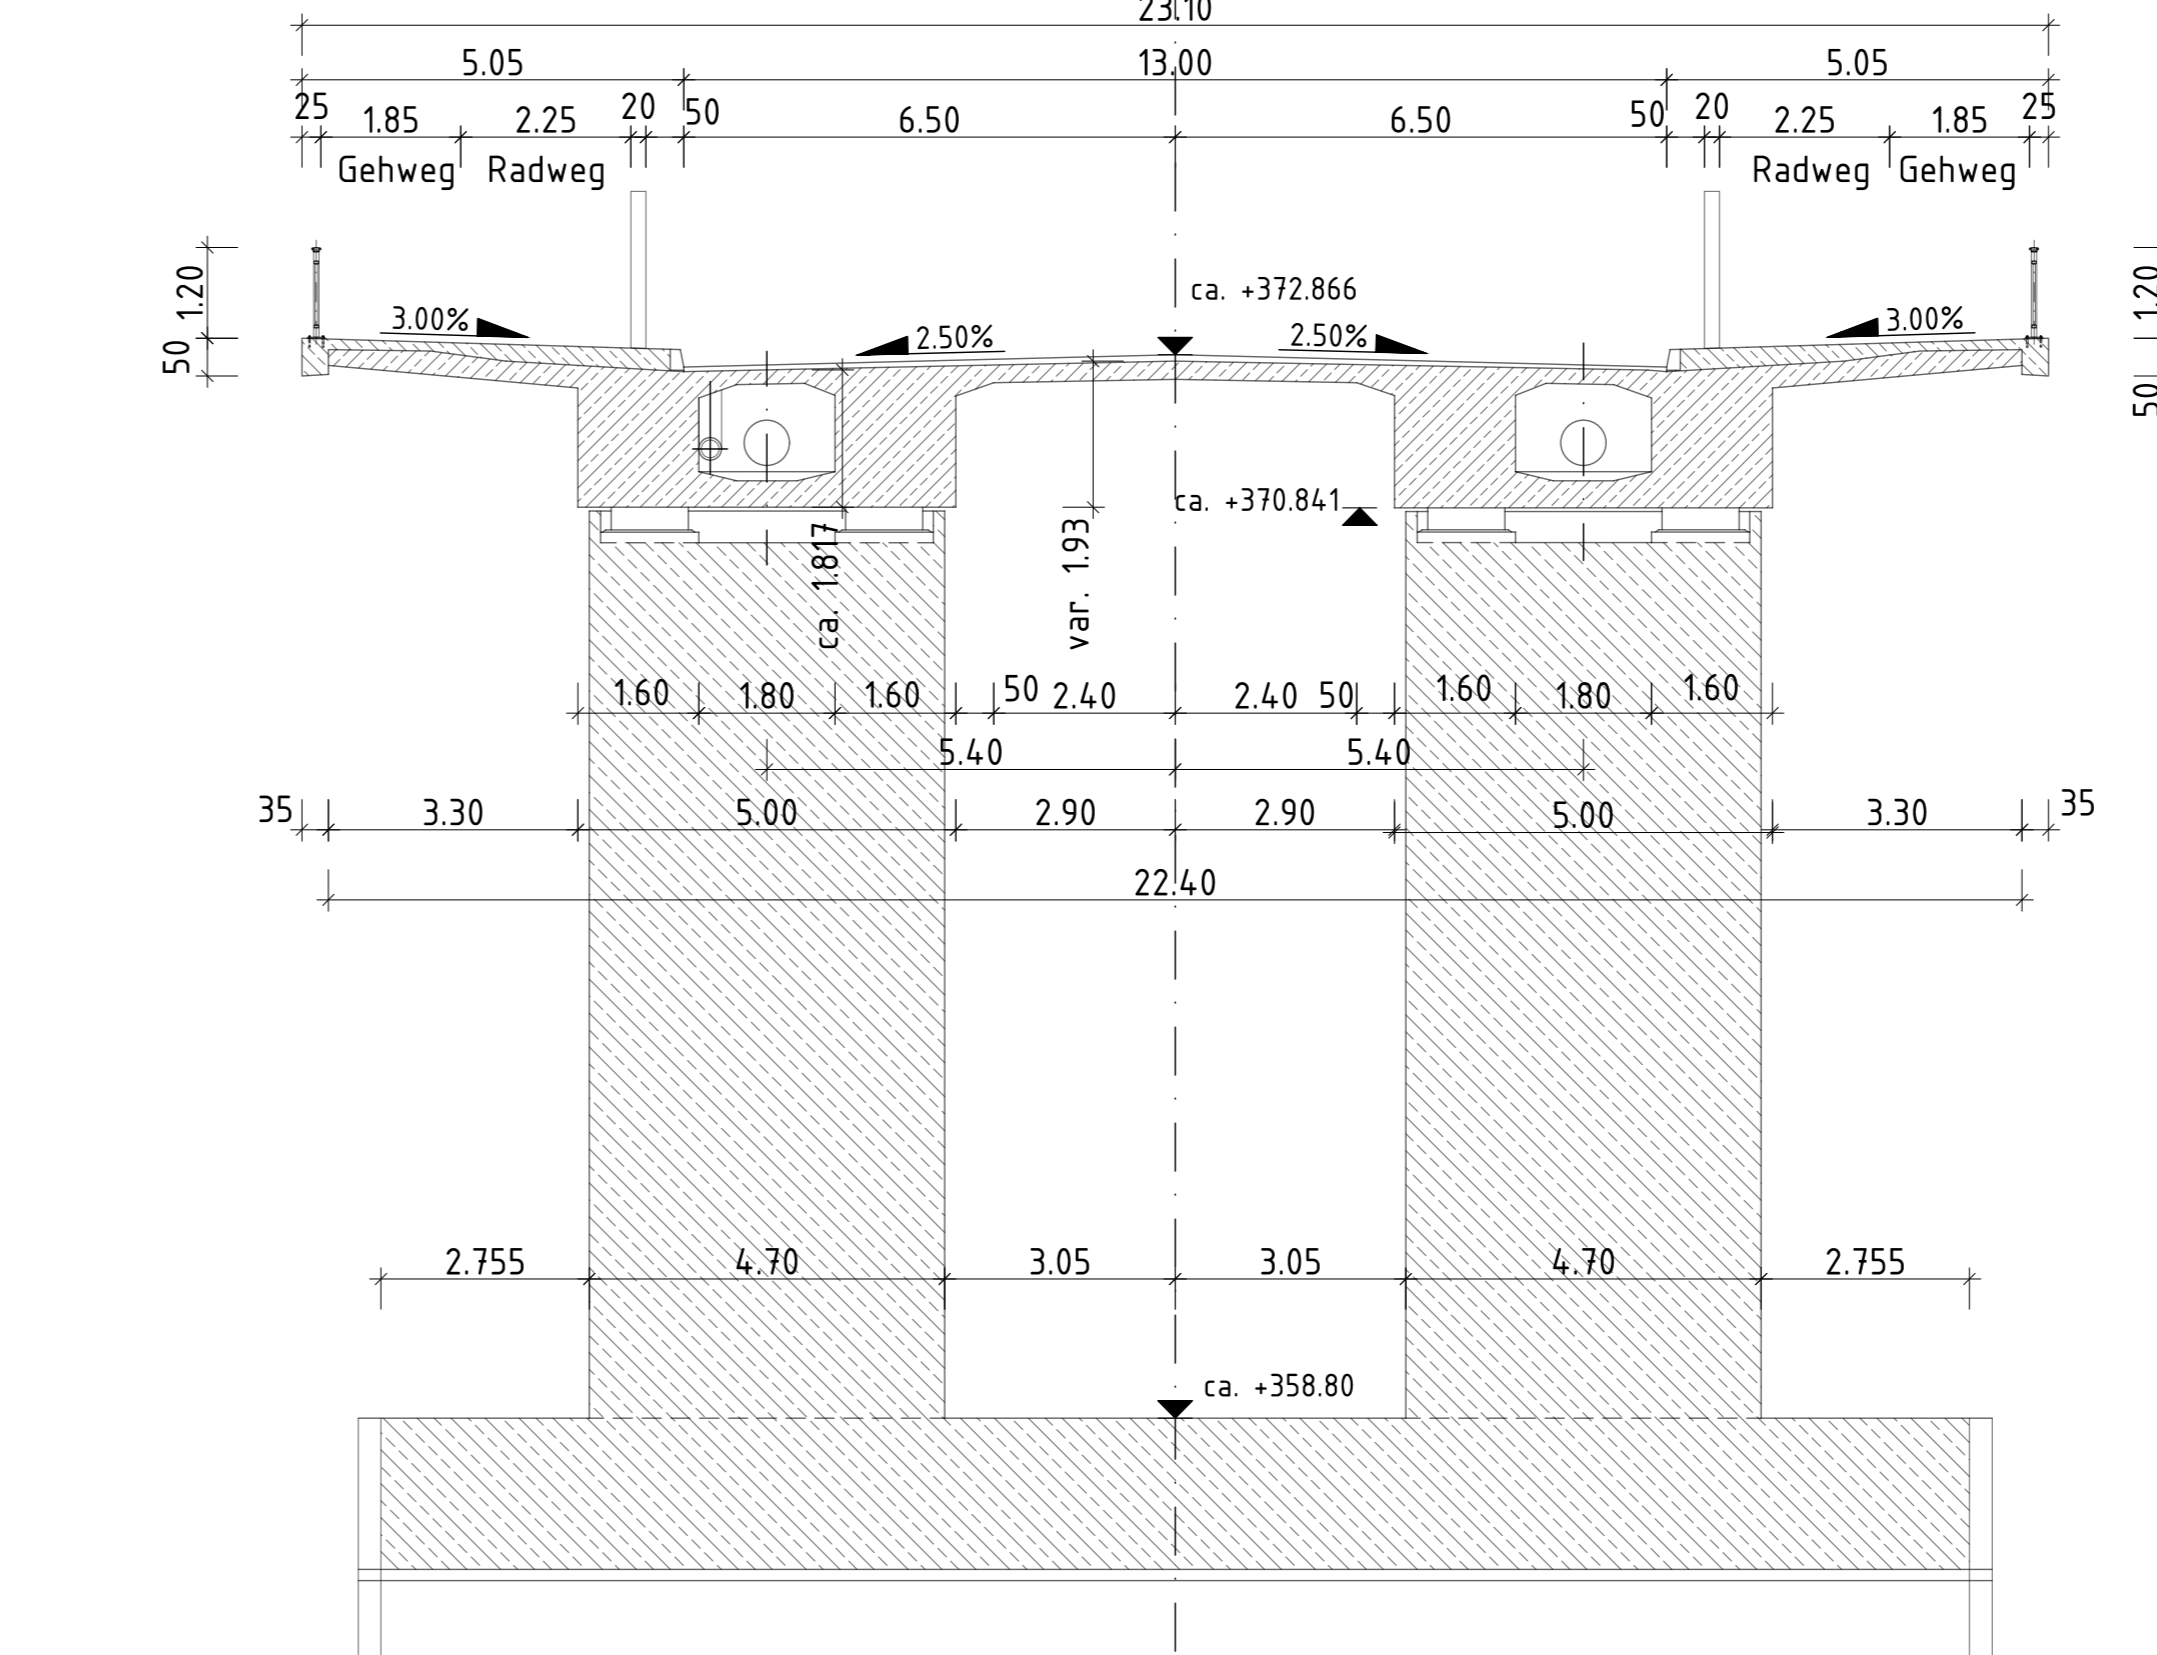 23.10
5.05 13.00 5.05
25 1.85 2.25 20 50 6.50 6.50 50 20 2.25 1.85 25
Gehweg Radweg Radweg Gehweg
1.20
50
3.00% 2.50% ca. +372.866 2.50% 3.00%
1.20
50
ca. +370.841
ca. 1.817
var. 1.93
1.60 1.80 1.60 50 2.40 2.40 50 1.60 1.80 1.60
5.40 5.40
35 3.30 5.00 2.90 2.90 5.00 3.30 35
22.40
2.755 4.70 3.05 3.05 4.70 2.755
ca. +358.80